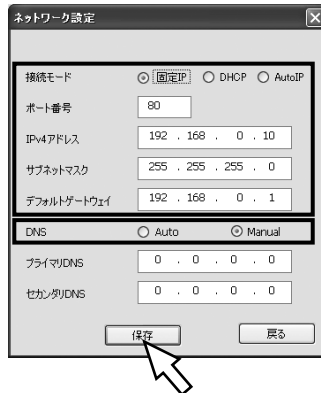 ネットワーク設定
接続モード 固定IP DHCP AutoIP
ポート番号 80
IPv4アドレス 192 . 168 . 0 . 10
サブネットマスク 255 . 255 . 255 . 0
デフォルトゲートウェイ 192 . 168 . 0 . 1
DNS Auto Manual
プライマリDNS 0 . 0 . 0 . 0
セカンダリDNS 0 . 0 . 0 . 0
保存 戻る